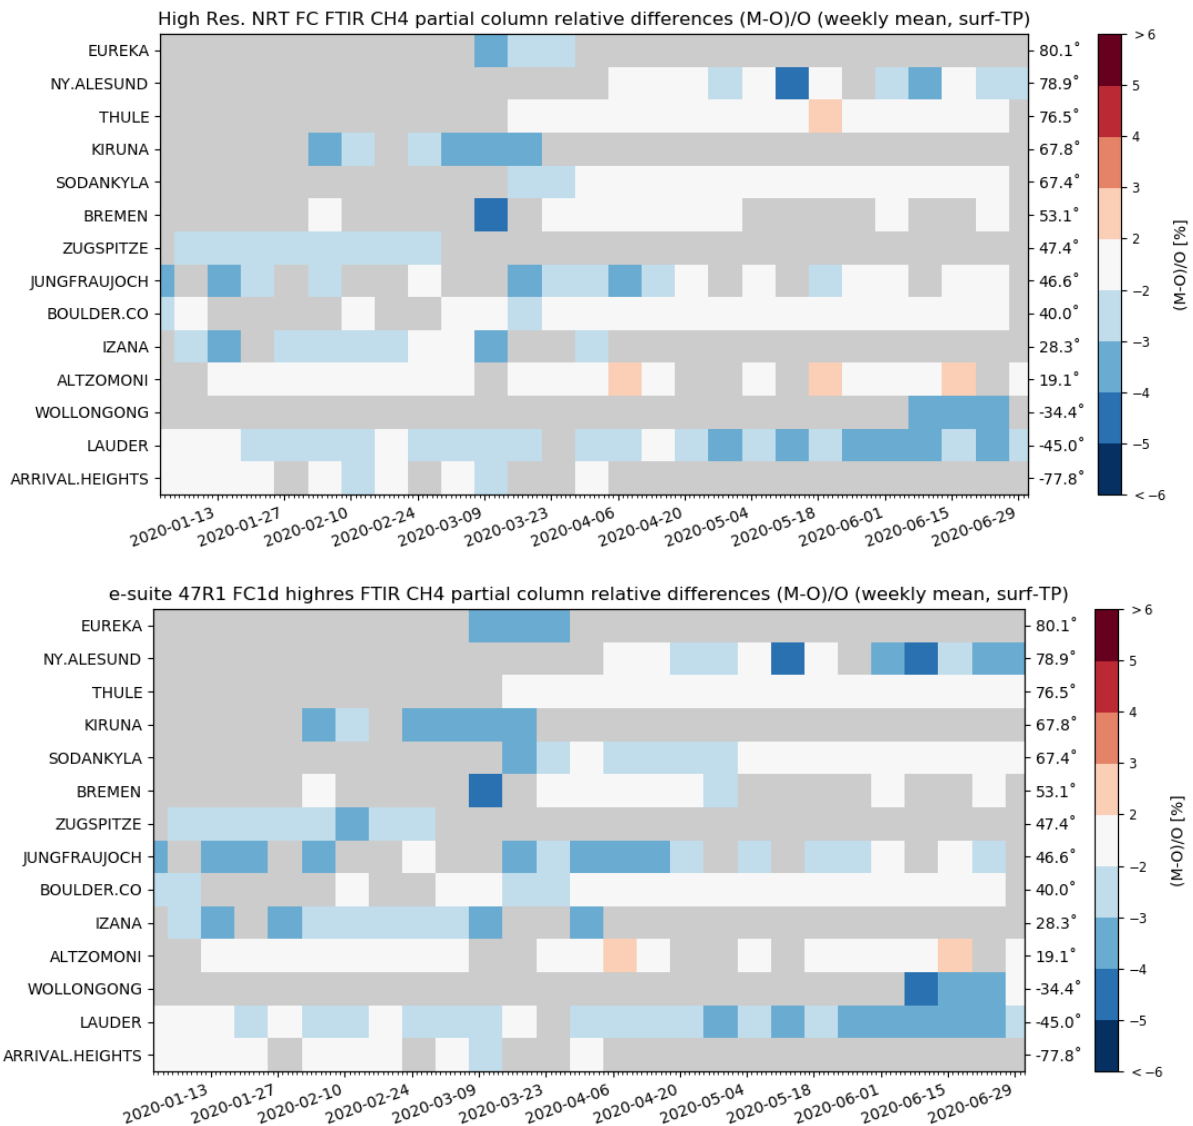 High Res. NRT FC FTIR CH4 partial column relative differences (M-O)/O (weekly mean, surf-TP)
EUREKA 80.1˚
NY.ALESUND 78.9˚
THULE 76.5˚
KIRUNA 67.8˚
SODANKYLA 67.4˚
BREMEN 53.1˚
ZUGSPITZE 47.4˚
JUNGFRAUJOCH 46.6˚
BOULDER.CO 40.0˚
IZANA 28.3˚
ALTZOMONI 19.1˚
WOLLONGONG -34.4˚
LAUDER -45.0˚
ARRIVAL.HEIGHTS -77.8˚
2020-01-13 2020-01-27 2020-02-10 2020-02-24 2020-03-09 2020-03-23 2020-04-06 2020-04-20 2020-05-04 2020-05-18 2020-06-01 2020-06-15 2020-06-29
> 6
5
4
3
2
−2
−3
−4
−5
< −6
(M-O)/O [%]
e-suite 47R1 FC1d highres FTIR CH4 partial column relative differences (M-O)/O (weekly mean, surf-TP)
EUREKA 80.1˚
NY.ALESUND 78.9˚
THULE 76.5˚
KIRUNA 67.8˚
SODANKYLA 67.4˚
BREMEN 53.1˚
ZUGSPITZE 47.4˚
JUNGFRAUJOCH 46.6˚
BOULDER.CO 40.0˚
IZANA 28.3˚
ALTZOMONI 19.1˚
WOLLONGONG -34.4˚
LAUDER -45.0˚
ARRIVAL.HEIGHTS -77.8˚
2020-01-13 2020-01-27 2020-02-10 2020-02-24 2020-03-09 2020-03-23 2020-04-06 2020-04-20 2020-05-04 2020-05-18 2020-06-01 2020-06-15 2020-06-29
> 6
5
4
3
2
−2
−3
−4
−5
< −6
(M-O)/O [%]